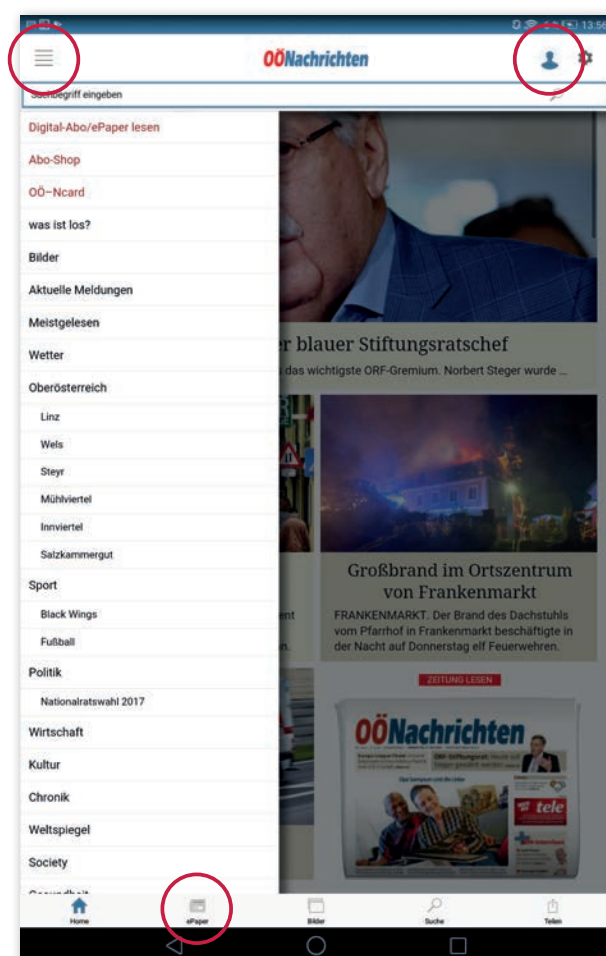 13:56
OÖNachrichten
Suchbegriff eingeben
Digital-Abo/ePaper lesen
Abo-Shop
OÖ-Ncard
was ist los?
Bilder
Aktuelle Meldungen
Meistgelesen
Wetter
Oberösterreich
Linz
Wels
Steyr
Mühlviertel
Innviertel
Salzkammergut
Sport
Black Wings
Fußball
Politik
Nationalratswahl 2017
Wirtschaft
Kultur
Chronik
Weltspiegel
Society
Gesundheit
r blauer Stiftungsratschef
das wichtigste ORF-Gremium. Norbert Steger wurde ...
Großbrand im Ortszentrum
von Frankenmarkt
FRANKENMARKT. Der Brand des Dachstuhls
vom Pfarrhof in Frankenmarkt beschäftigte in
der Nacht auf Donnerstag elf Feuerwehren.
ent
n.
ZEITUNG LESEN
OÖNachrichten
tele
Home
ePaper
Bilder
Suche
Teilen